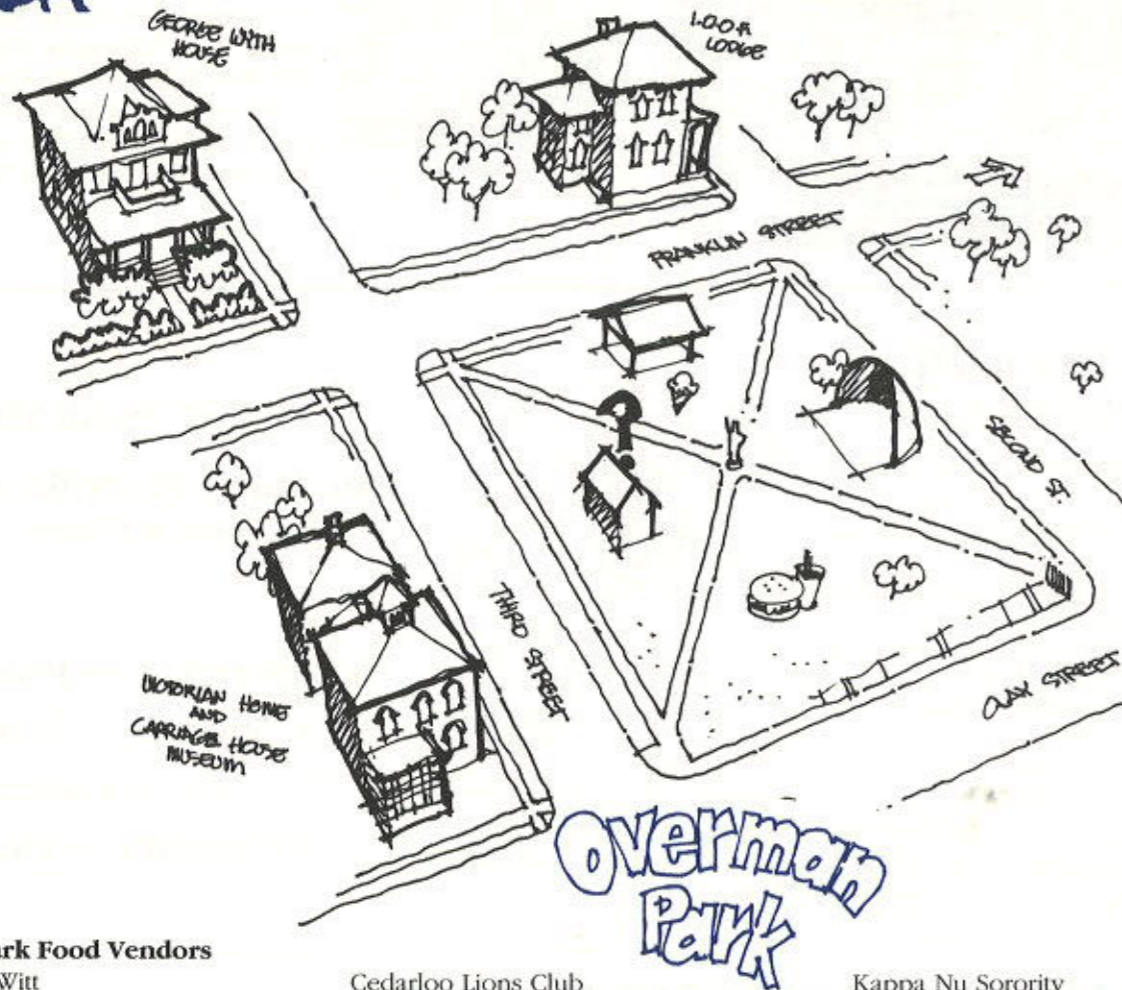 GEORGE WYTH
HOUSE
I.O.O.F.
LODGE
FRANKLIN STREET
SECOND ST.
THIRD STREET
CLAY STREET
VICTORIAN HOME
AND
CARRIAGE HOUSE
MUSEUM
Overman
Park
ark Food Vendors
Witt
Cedarloo Lions Club
Kappa Nu Sorority